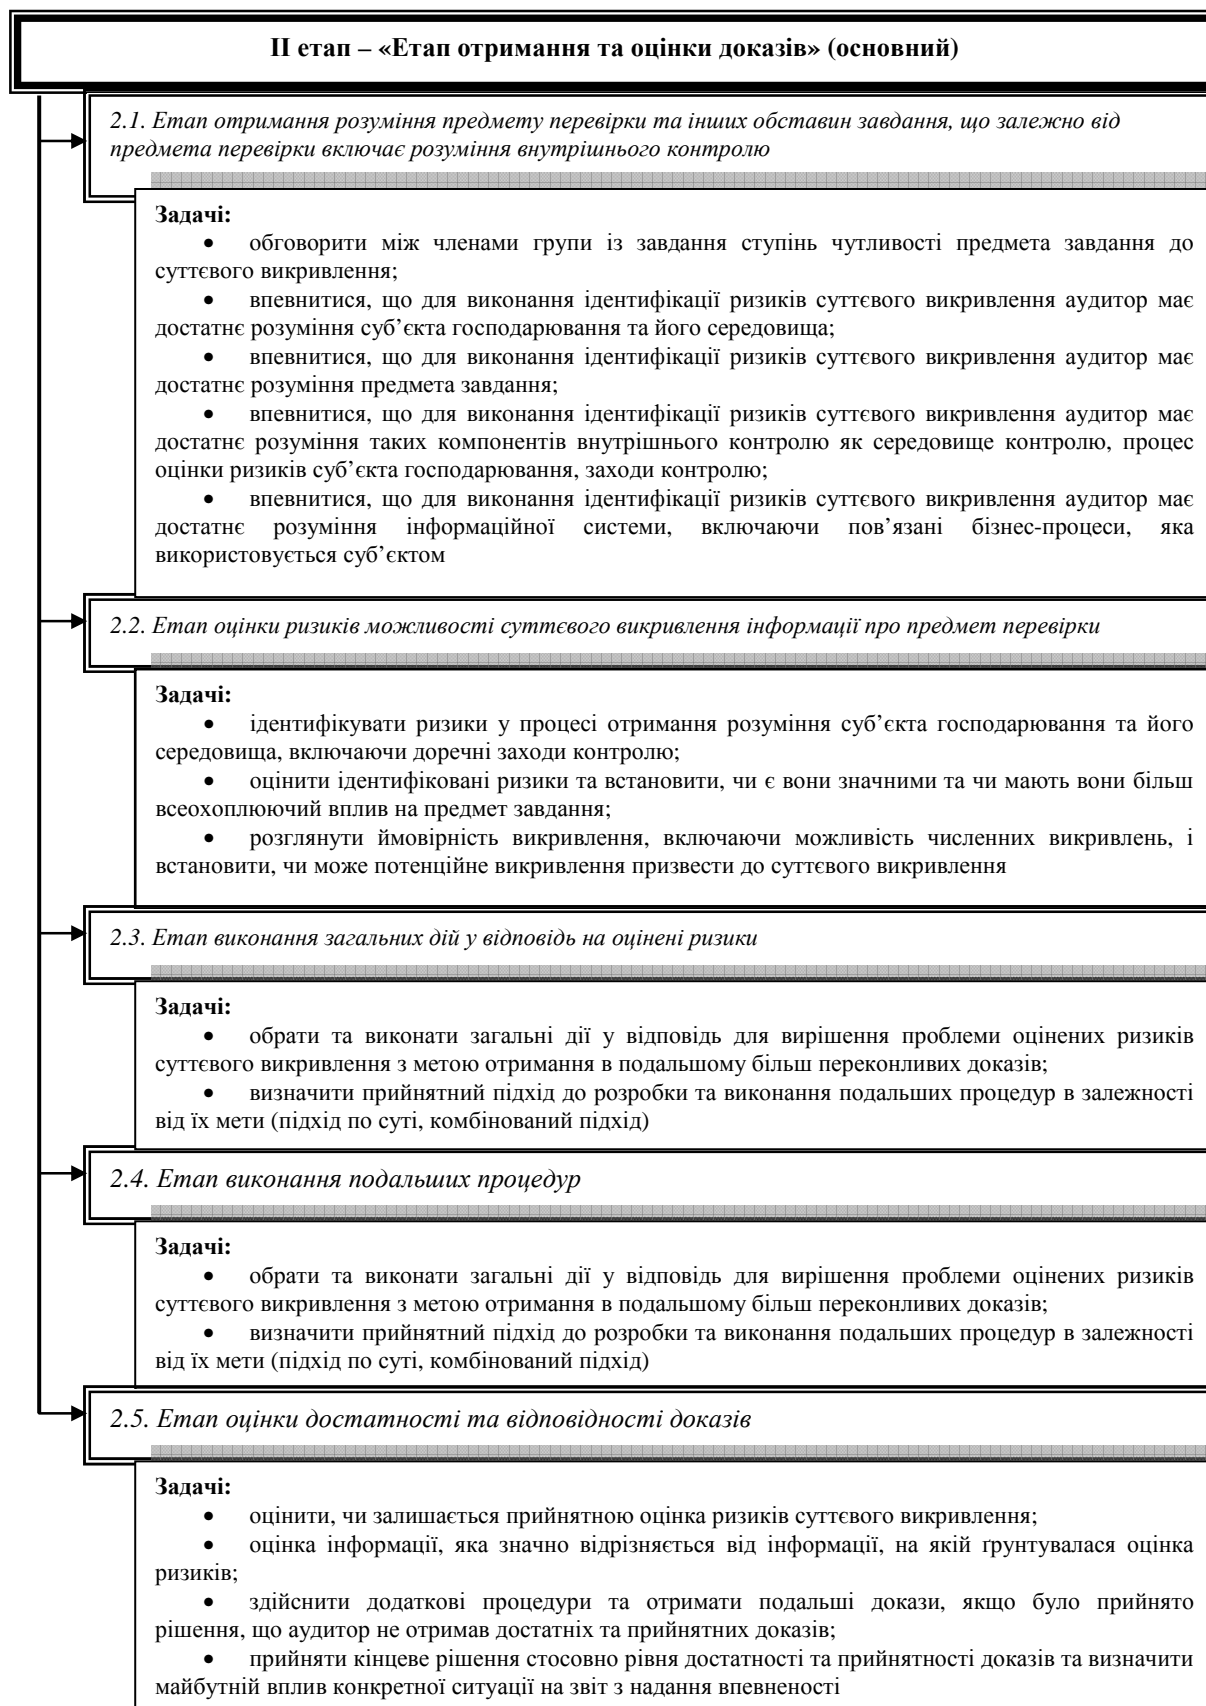 II етап – «Етап отримання та оцінки доказів» (основний)
2.1. Етап отримання розуміння предмету перевірки та інших обставин завдання, що залежно від
предмета перевірки включає розуміння внутрішнього контролю
Задачі:
• обговорити між членами групи із завдання ступінь чутливості предмета завдання до
суттєвого викривлення;
• впевнитися, що для виконання ідентифікації ризиків суттєвого викривлення аудитор має
достатнє розуміння суб’єкта господарювання та його середовища;
• впевнитися, що для виконання ідентифікації ризиків суттєвого викривлення аудитор має
достатнє розуміння предмета завдання;
• впевнитися, що для виконання ідентифікації ризиків суттєвого викривлення аудитор має
достатнє розуміння таких компонентів внутрішнього контролю як середовище контролю, процес
оцінки ризиків суб’єкта господарювання, заходи контролю;
• впевнитися, що для виконання ідентифікації ризиків суттєвого викривлення аудитор має
достатнє розуміння інформаційної системи, включаючи пов’язані бізнес-процеси, яка
використовується суб’єктом
2.2. Етап оцінки ризиків можливості суттєвого викривлення інформації про предмет перевірки
Задачі:
• ідентифікувати ризики у процесі отримання розуміння суб’єкта господарювання та його
середовища, включаючи доречні заходи контролю;
• оцінити ідентифіковані ризики та встановити, чи є вони значними та чи мають вони більш
всеохоплюючий вплив на предмет завдання;
• розглянути ймовірність викривлення, включаючи можливість численних викривлень, і
встановити, чи може потенційне викривлення призвести до суттєвого викривлення
2.3. Етап виконання загальних дій у відповідь на оцінені ризики
Задачі:
• обрати та виконати загальні дії у відповідь для вирішення проблеми оцінених ризиків
суттєвого викривлення з метою отримання в подальшому більш переконливих доказів;
• визначити прийнятний підхід до розробки та виконання подальших процедур в залежності
від їх мети (підхід по суті, комбінований підхід)
2.4. Етап виконання подальших процедур
Задачі:
• обрати та виконати загальні дії у відповідь для вирішення проблеми оцінених ризиків
суттєвого викривлення з метою отримання в подальшому більш переконливих доказів;
• визначити прийнятний підхід до розробки та виконання подальших процедур в залежності
від їх мети (підхід по суті, комбінований підхід)
2.5. Етап оцінки достатності та відповідності доказів
Задачі:
• оцінити, чи залишається прийнятною оцінка ризиків суттєвого викривлення;
• оцінка інформації, яка значно відрізняється від інформації, на якій ґрунтувалася оцінка
ризиків;
• здійснити додаткові процедури та отримати подальші докази, якщо було прийнято
рішення, що аудитор не отримав достатніх та прийнятних доказів;
• прийняти кінцеве рішення стосовно рівня достатності та прийнятності доказів та визначити
майбутній вплив конкретної ситуації на звіт з надання впевненості